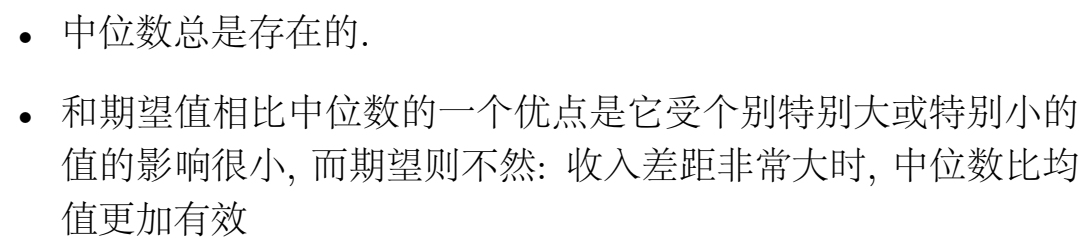 • 中位数总是存在的.
• 和期望值相比中位数的一个优点是它受个别特别大或特别小的
值的影响很小, 而期望则不然: 收入差距非常大时, 中位数比均
值更加有效